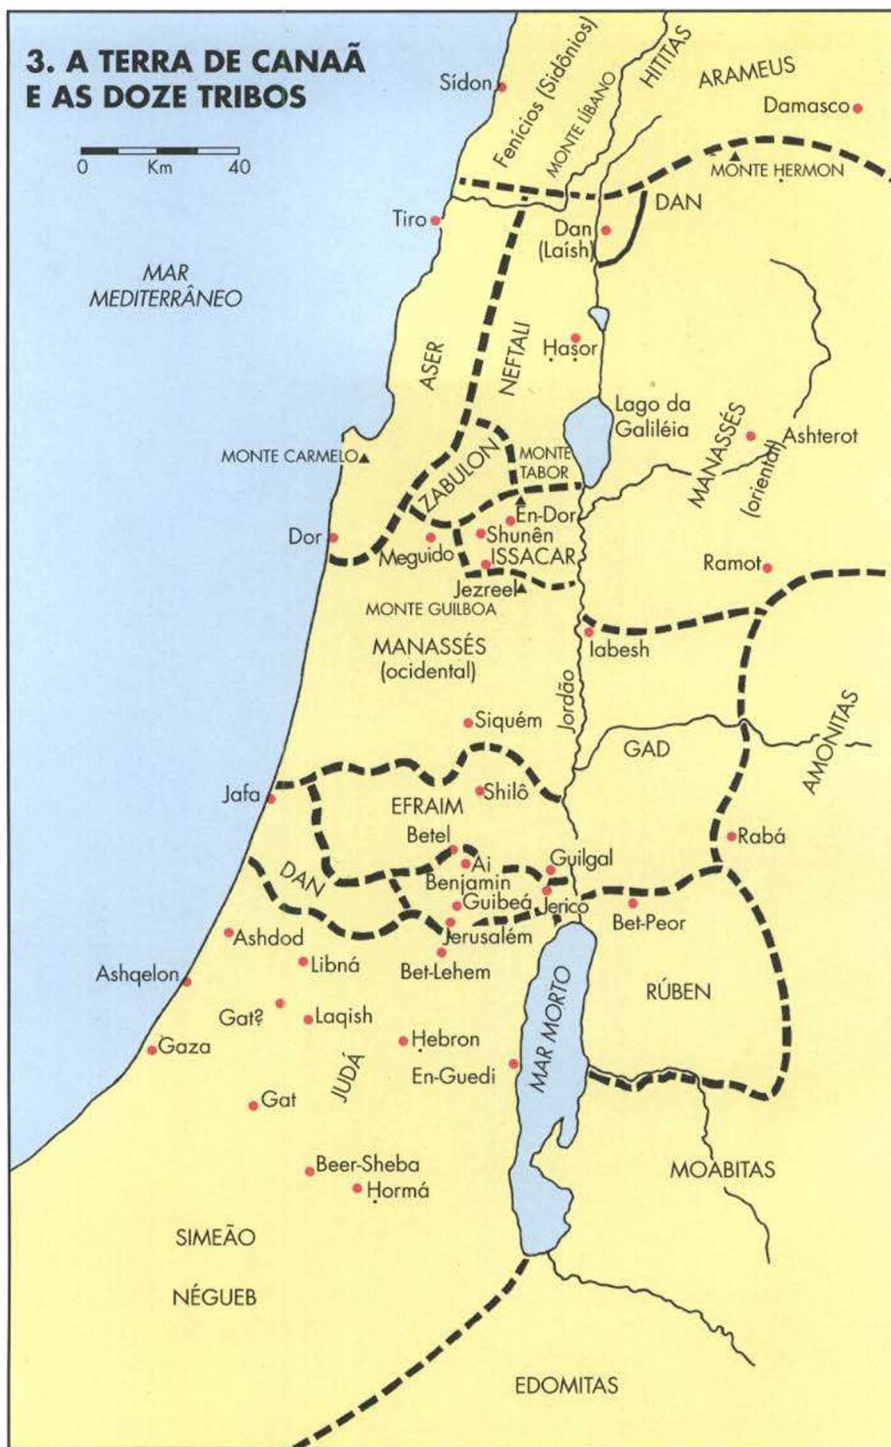 3. A TERRA DE CANAÃ
E AS DOZE TRIBOS
0 Km 40
Sídon
Fenícios (Sidônios)
MONTE LÍBANO
HITITAS
ARAMEUS
Damasco
MONTE HERMON
Tiro
DAN
Dan
(Laísh)
MAR
MEDITERRÂNEO
ASER
NEFTALI
Ḥaṣor
Lago da
Galiléia
MANASSÉS
(oriental)
Ashterot
MONTE CARMELO
ZABULON
MONTE
TABOR
En-Dor
Dor
Meguido
Shunên
ISSACAR
Ramot
Jezreel
MONTE GUILBOA
MANASSÉS
(ocidental)
Iabesh
Jordão
Siquém
GAD
AMONITAS
Jafa
EFRAIM
Shilô
Rabá
Betel
Ai
Guilgal
DAN
Benjamin
Guibeá
Jerico
Bet-Peor
Ashdod
Jerusalém
Libná
Bet-Lehem
Ashqelon
RÚBEN
Gat?
Laqish
MAR MORTO
Gaza
Hebron
JUDÁ
En-Guedi
Gat
Beer-Sheba
Hormá
MOABITAS
SIMEÃO
NÉGUEB
EDOMITAS